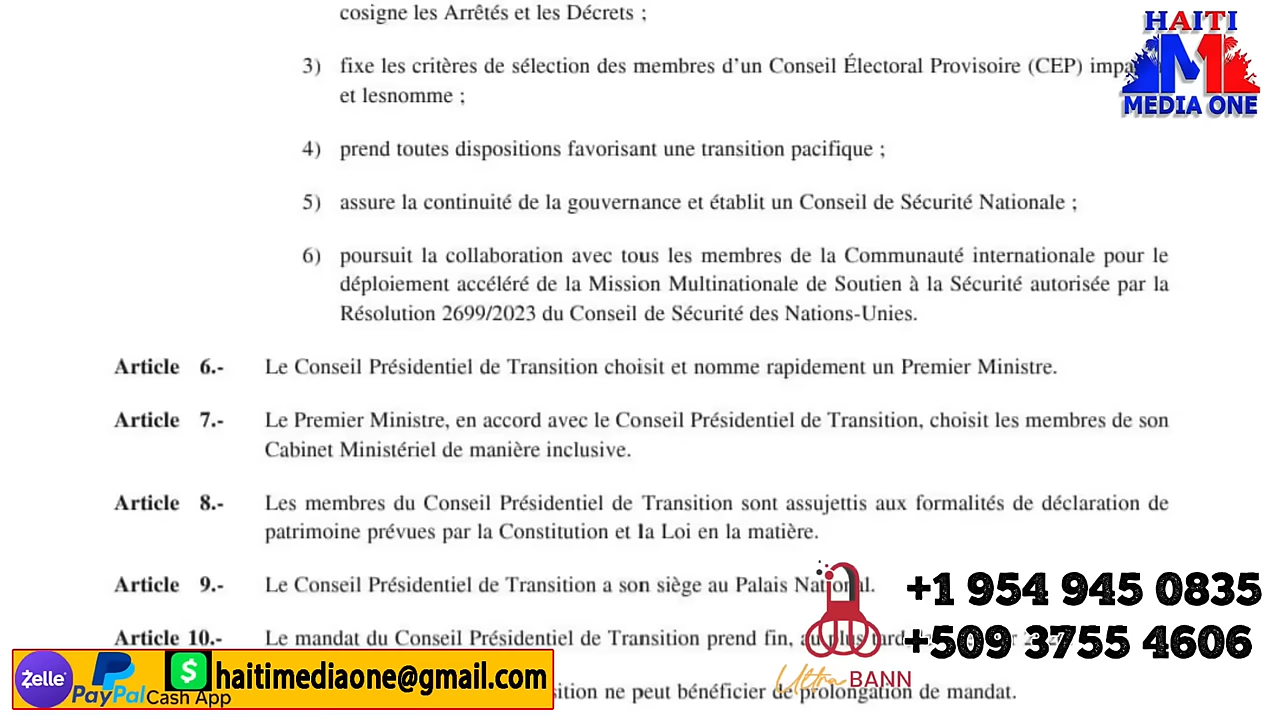 cosigne les Arrêtés et les Décrets ;
HAITI
M
MEDIA ONE
3) fixe les critères de sélection des membres d’un Conseil Électoral Provisoire (CEP)
et lesnomme ;
4) prend toutes dispositions favorisant une transition pacifique ;
5) assure la continuité de la gouvernance et établit un Conseil de Sécurité Nationale ;
6) poursuit la collaboration avec tous les membres de la Communauté internationale pour le
déploiement accéléré de la Mission Multinationale de Soutien à la Sécurité autorisée par la
Résolution 2699/2023 du Conseil de Sécurité des Nations-Unies.
Article 6.- Le Conseil Présidentiel de Transition choisit et nomme rapidement un Premier Ministre.
Article 7.- Le Premier Ministre, en accord avec le Conseil Présidentiel de Transition, choisit les membres de son
Cabinet Ministériel de manière inclusive.
Article 8.- Les membres du Conseil Présidentiel de Transition sont assujettis aux formalités de déclaration de
patrimoine prévues par la Constitution et la Loi en la matière.
Article 9.- Le Conseil Présidentiel de Transition a son siège au Palais National.
+1 954 945 0835
Article 10.- Le mandat du Conseil Présidentiel de Transition prend fin, au plus tard
+509 3755 4606
Zelle
PayPal
$
Cash App
haitimediaone@gmail.com
ne peut bénéficier de prolongation de mandat.
Ultra BANN